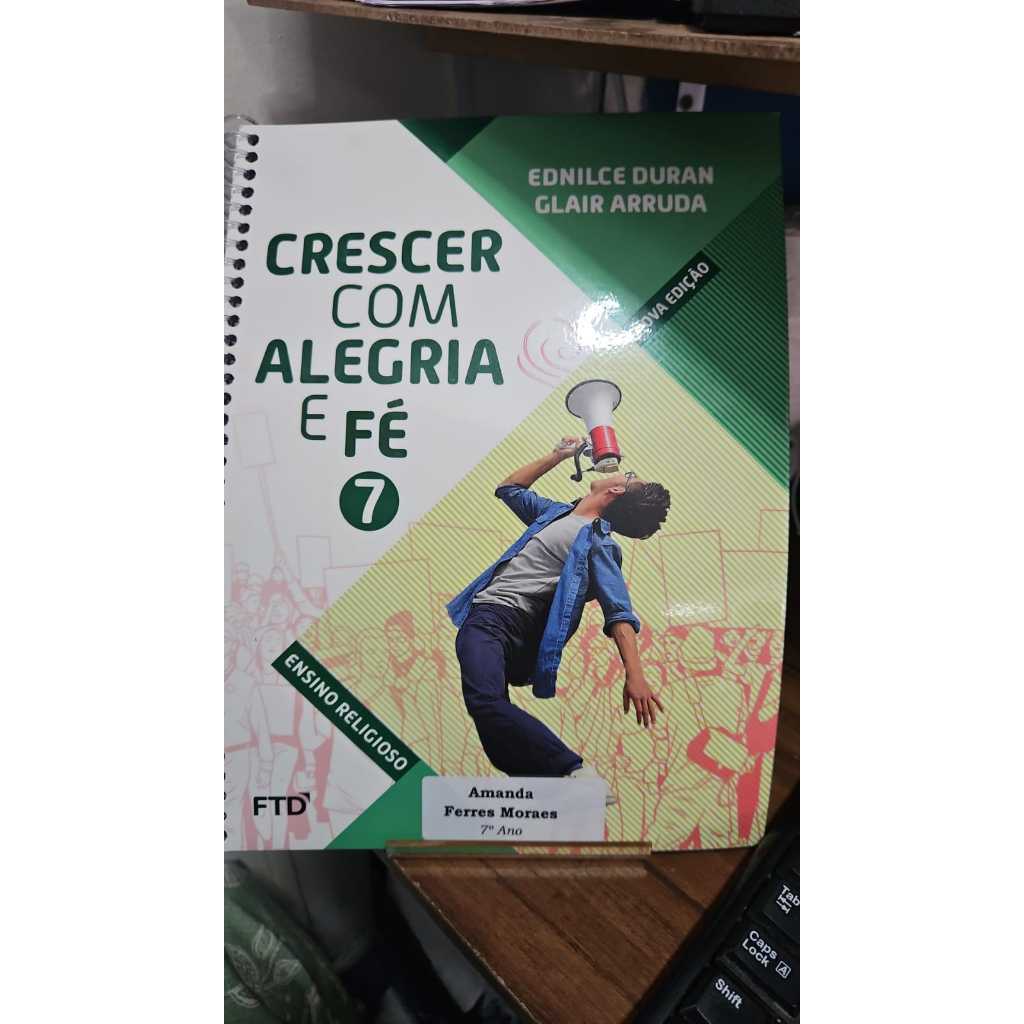 EDNILCE DURAN
GLAIR ARRUDA
CRESCER
COM
ALEGRIA
E FÉ
7
EDIÇÃO
ENSINO RELIGIOSO
FTD
Amanda
Ferres Moraes
7º Ano
Tab
Caps
Lock A
Shift